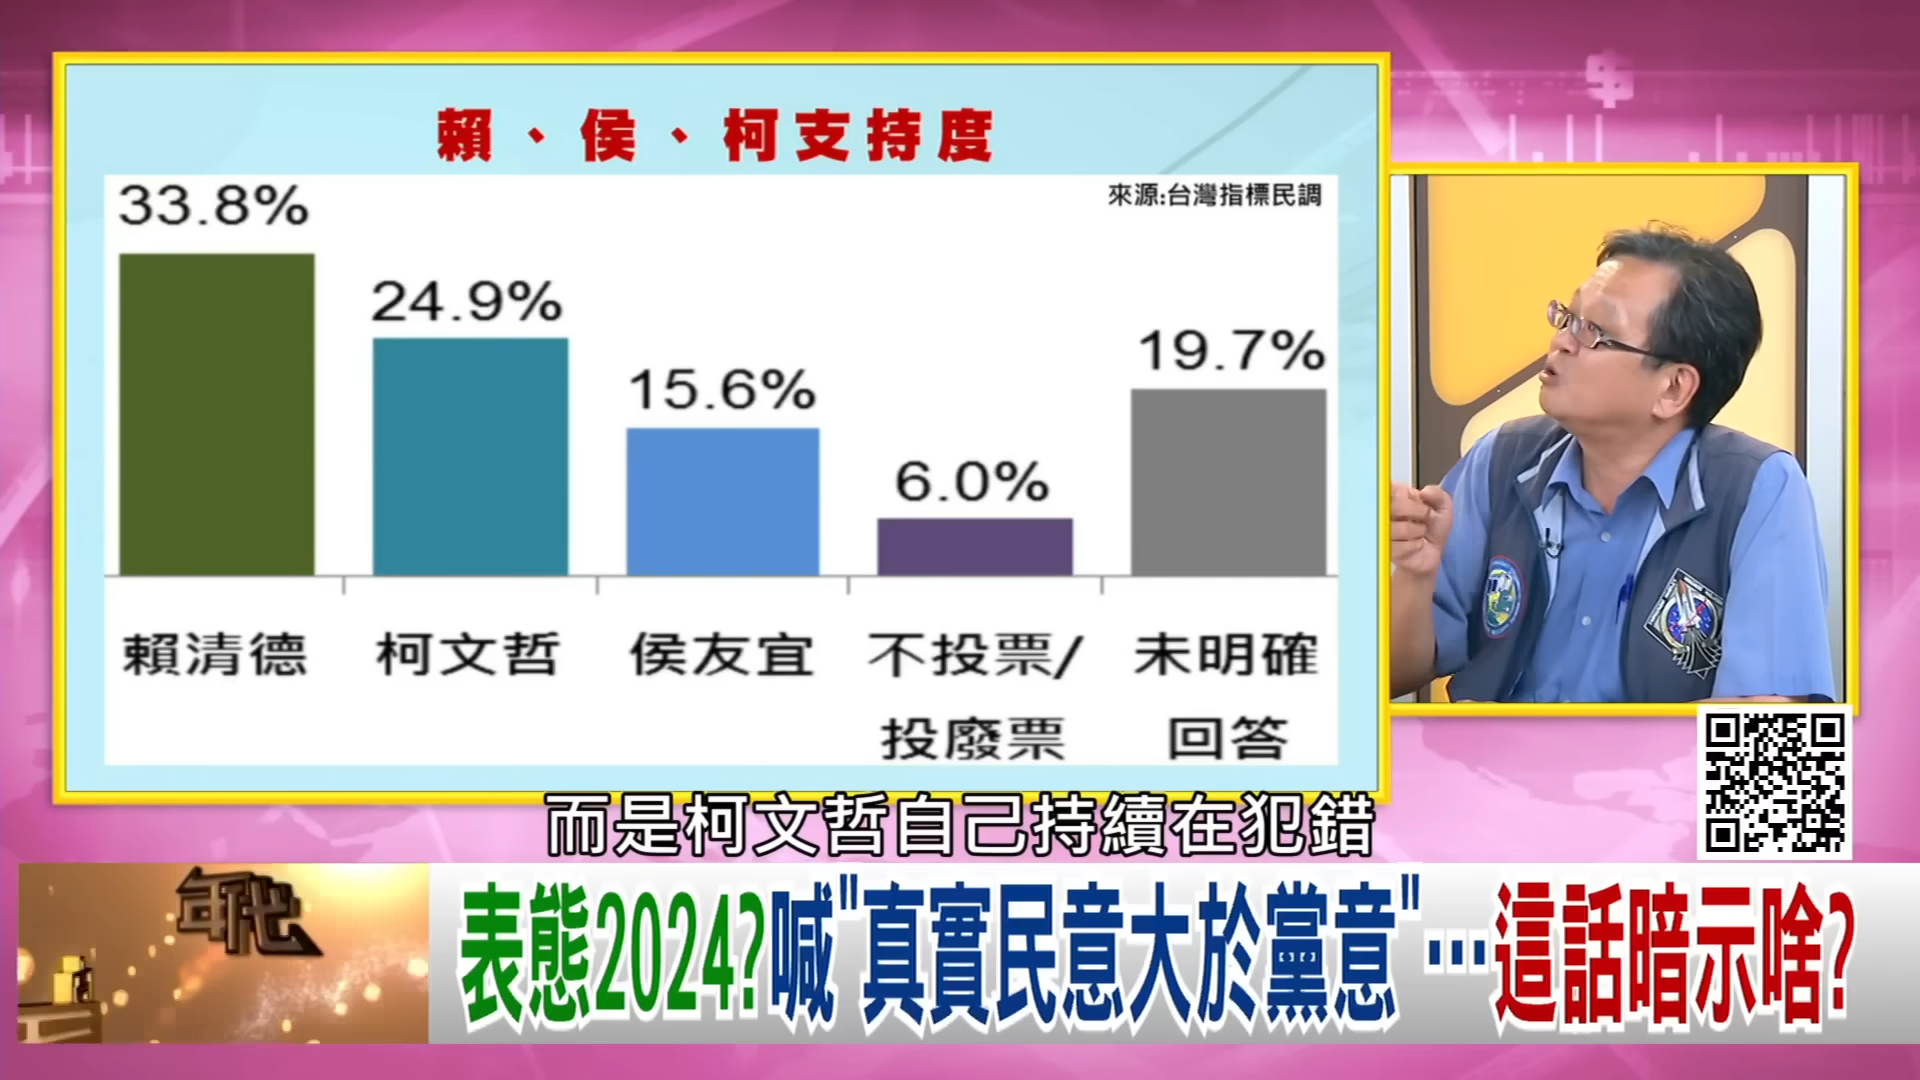 賴、侯、柯支持度
來源:台灣指標民調
33.8%
24.9%
15.6%
6.0%
19.7%
賴清德
柯文哲
侯友宜
不投票/
投廢票
未明確
回答
而是柯文哲自己持續在犯錯
年代
表態2024?喊"真實民意大於黨意"…這話暗示啥?